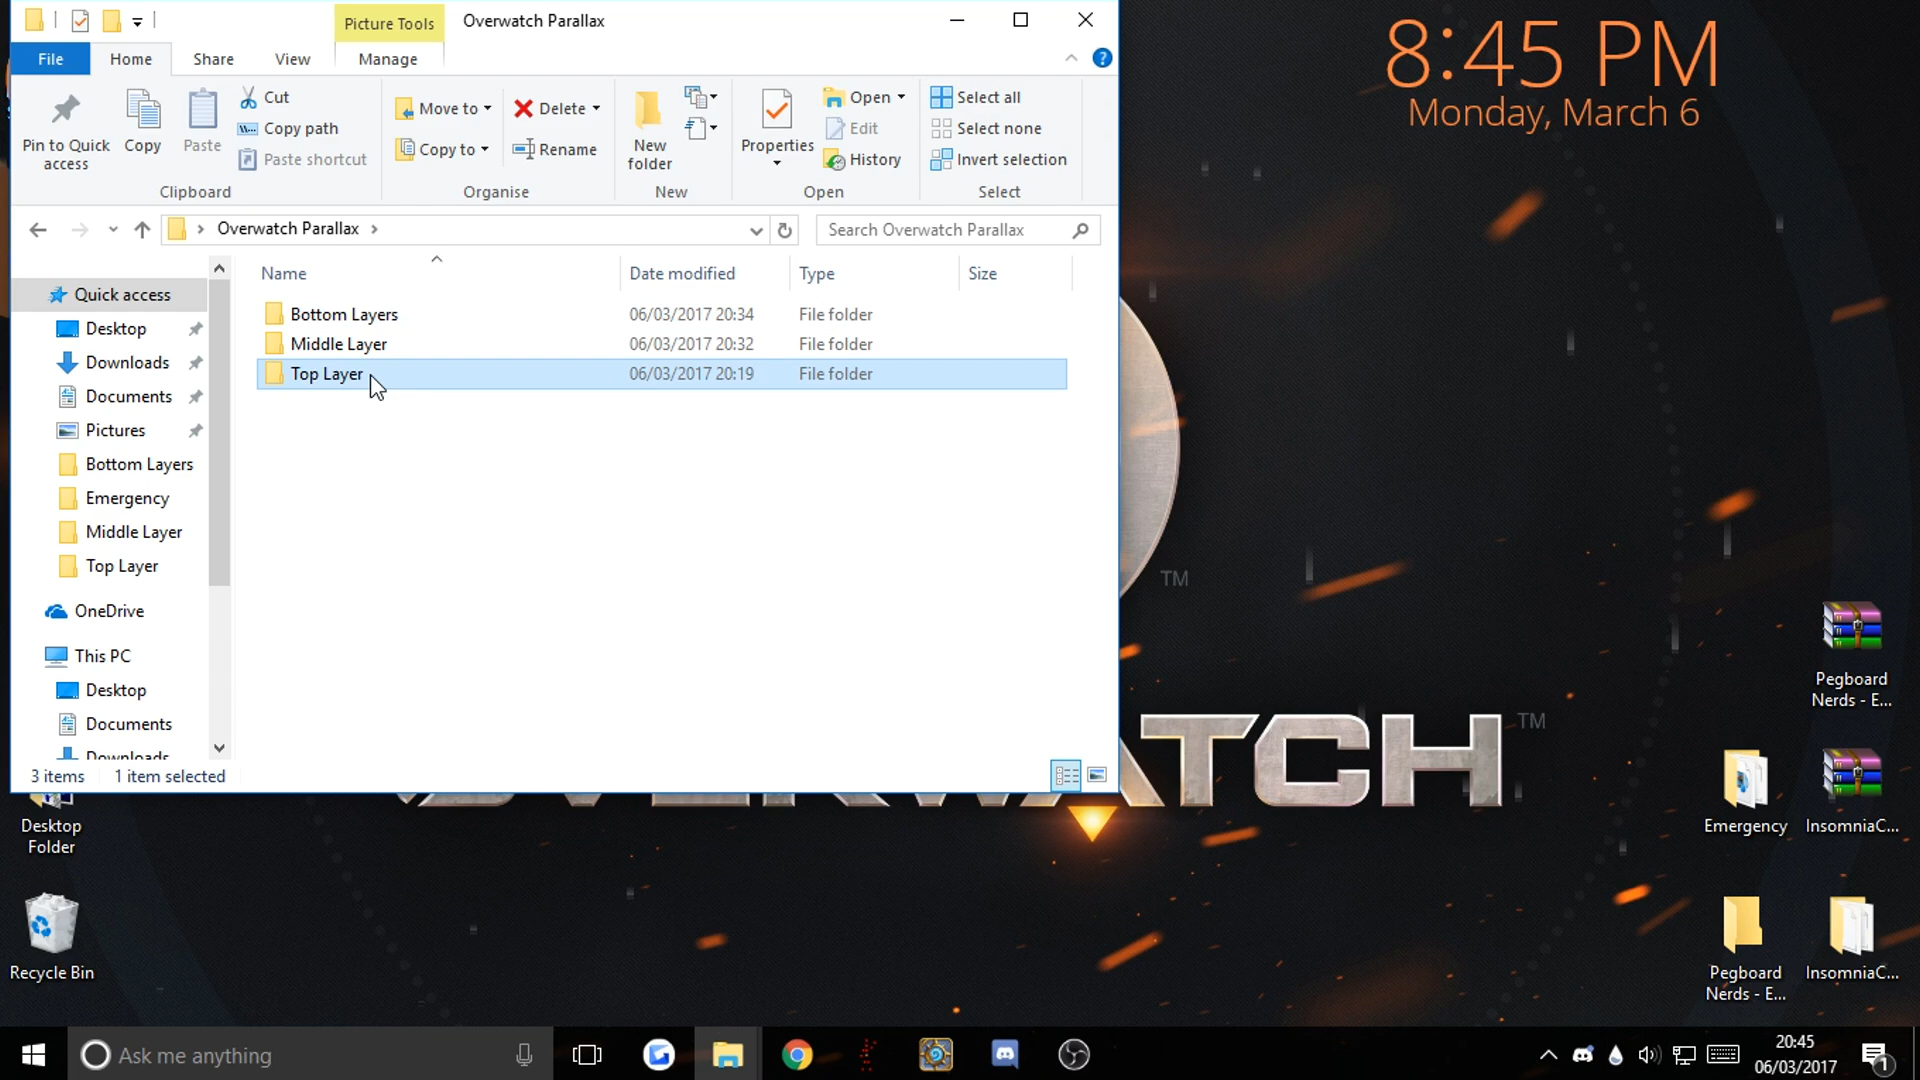 Picture Tools
Overwatch Parallax
File
Home
Share
View
Manage
Pin to Quick access
Copy
Paste
Cut
Copy path
Paste shortcut
Clipboard
Move to
Copy to
Delete
Rename
Organise
New folder
New
Properties
Open
Edit
History
Open
Select all
Select none
Invert selection
Select
Overwatch Parallax
Search Overwatch Parallax
Name
Date modified
Type
Size
Bottom Layers 06/03/2017 20:34 File folder
Middle Layer 06/03/2017 20:32 File folder
Top Layer 06/03/2017 20:19 File folder
Quick access
Desktop
Downloads
Documents
Pictures
Bottom Layers
Emergency
Middle Layer
Top Layer
OneDrive
This PC
Desktop
Documents
Downloads
3 items 1 item selected
8:45 PM
Monday, March 6
TM
TM
OVERWATCH
Pegboard
Nerds - E...
Emergency
InsomniaC...
Pegboard
Nerds - E...
InsomniaC...
Desktop
Folder
Recycle Bin
Ask me anything
20:45
06/03/2017
1